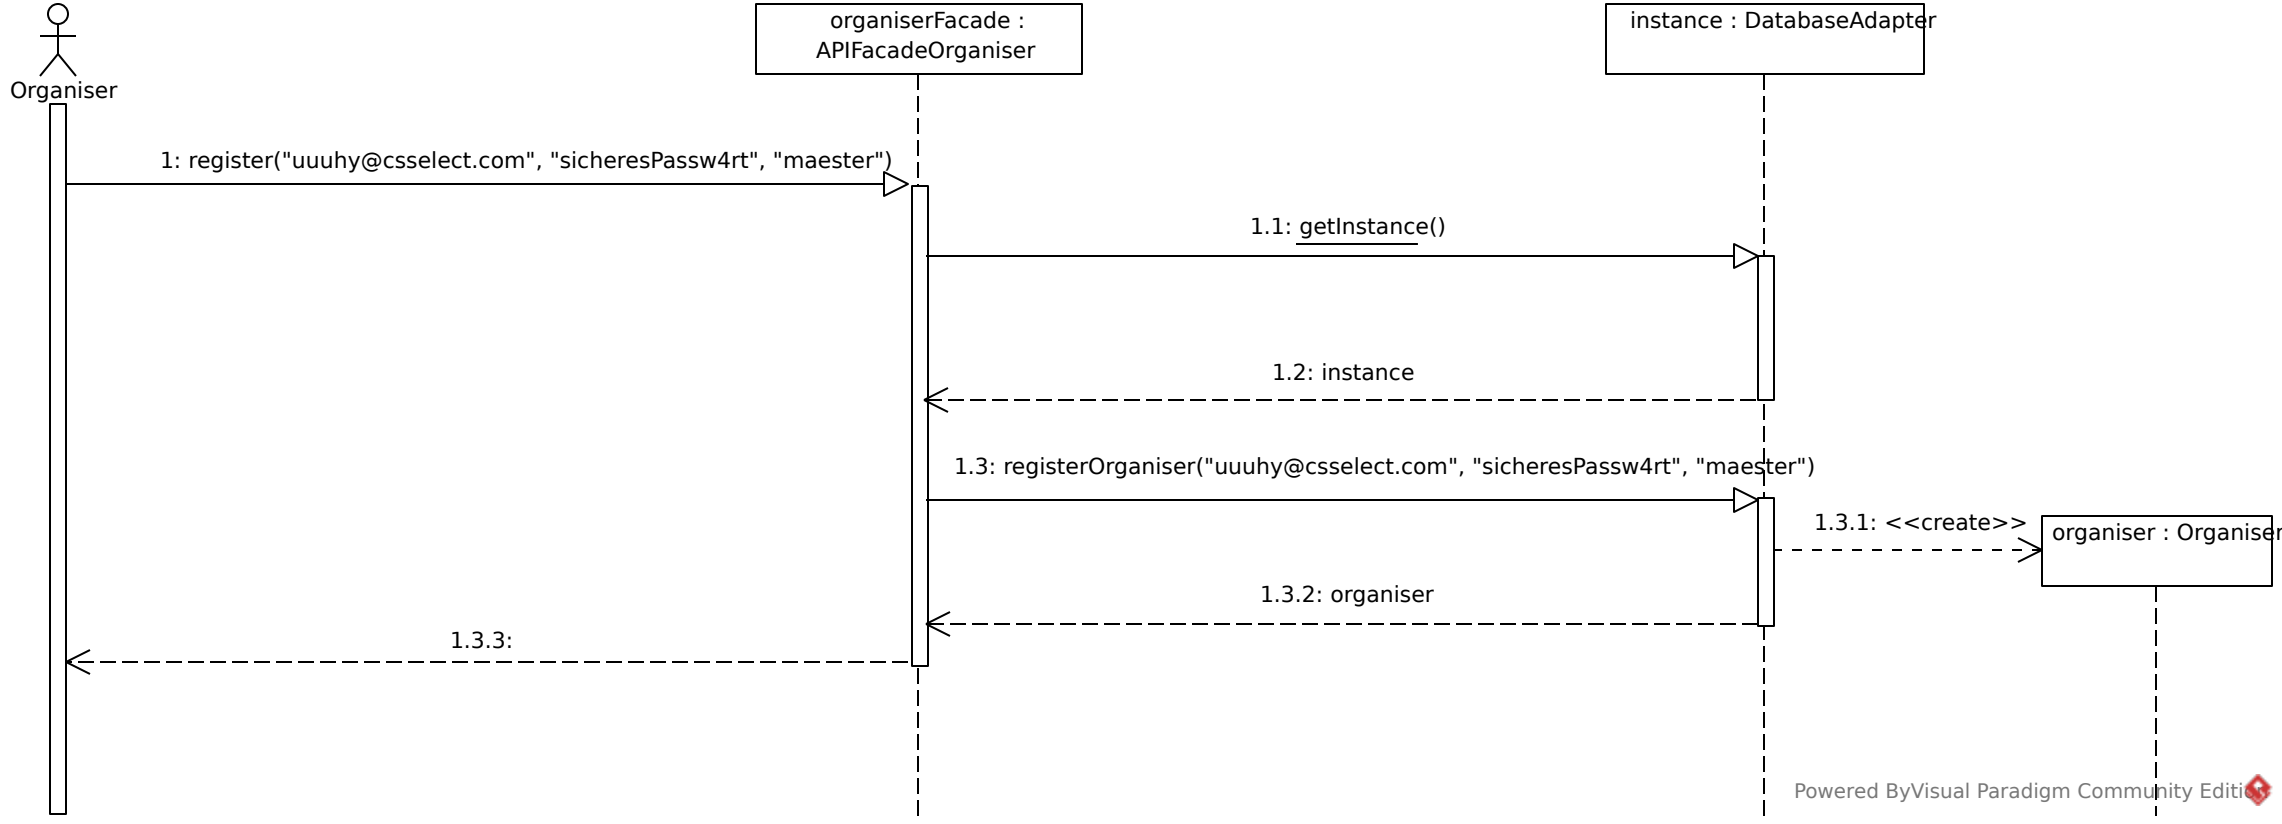 Organiser
organiserFacade :
APIFacadeOrganiser
instance : DatabaseAdapter
1: register("uuuhy@csselect.com", "sicheresPassw4rt", "maester")
1.1: getInstance()
1.2: instance
1.3: registerOrganiser("uuuhy@csselect.com", "sicheresPassw4rt", "maester")
1.3.1: <<create>>
organiser : Organiser
1.3.2: organiser
1.3.3:
Powered ByVisual Paradigm Community Edition